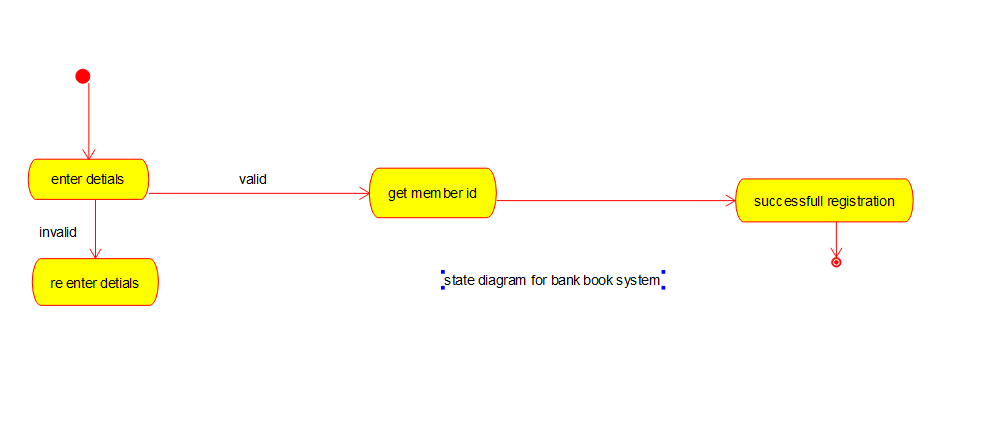 enter detials
valid
get member id
successfull registration
invalid
re enter detials
state diagram for bank book system